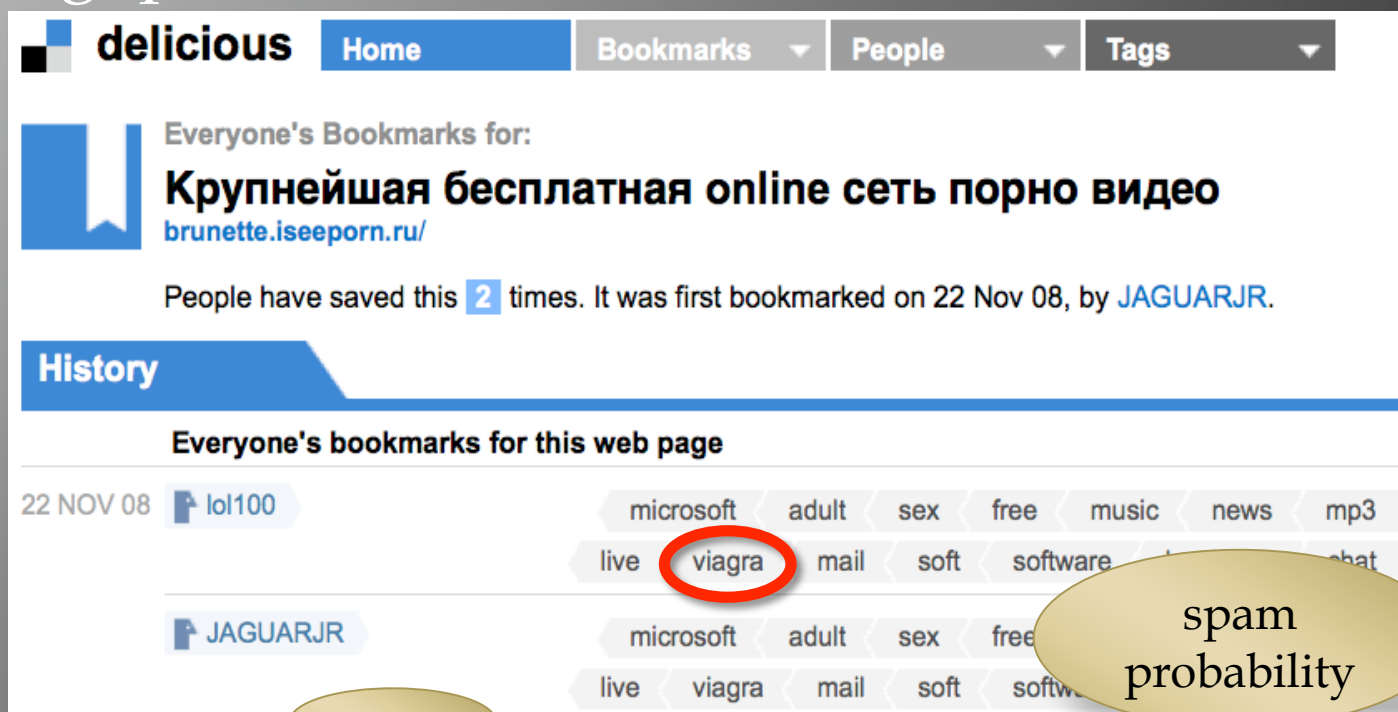 delicious Home Bookmarks People Tags
Everyone's Bookmarks for:
Крупнейшая бесплатная online сеть порно видео
brunette.iseeporn.ru/
People have saved this 2 times. It was first bookmarked on 22 Nov 08, by JAGUARJR.
History
Everyone's bookmarks for this web page
22 NOV 08 lol100 microsoft adult sex free music news mp3
live viagra mail soft software chat
JAGUARJR microsoft adult sex free
live viagra mail soft
spam
probability